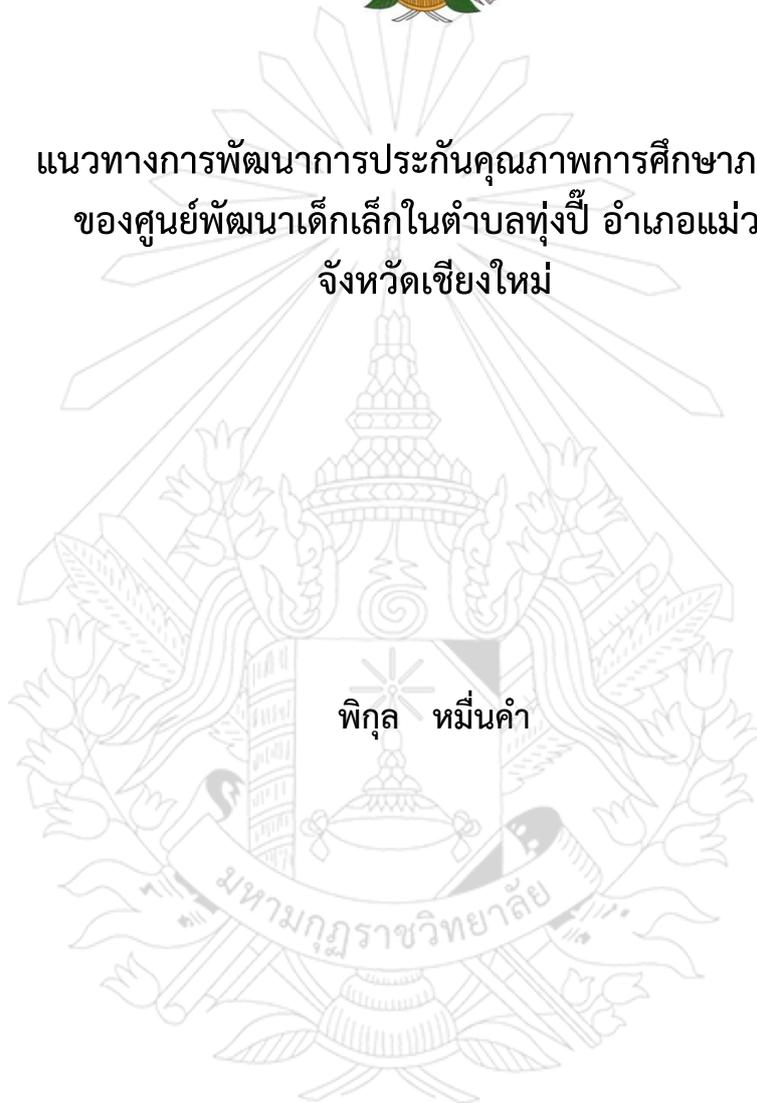 แนวทางการพัฒนาการประกันคุณภาพการศึกษาภ
ของศูนย์พัฒนาเด็กเล็กในตำบลทุ่งปี๊ อำเภอแม่ว
จังหวัดเชียงใหม่
พิกุล หมื่นคำ
มหามกุฏราชวิทยาลัย